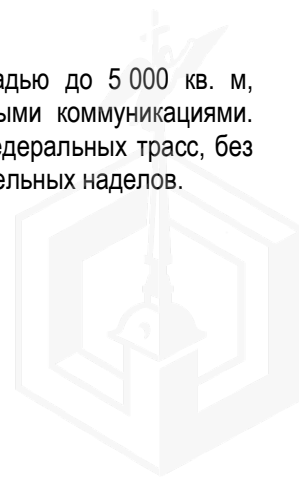 адью до 5 000 кв. м,
ыми коммуникациями.
едеральных трасс, без
ельных наделов.